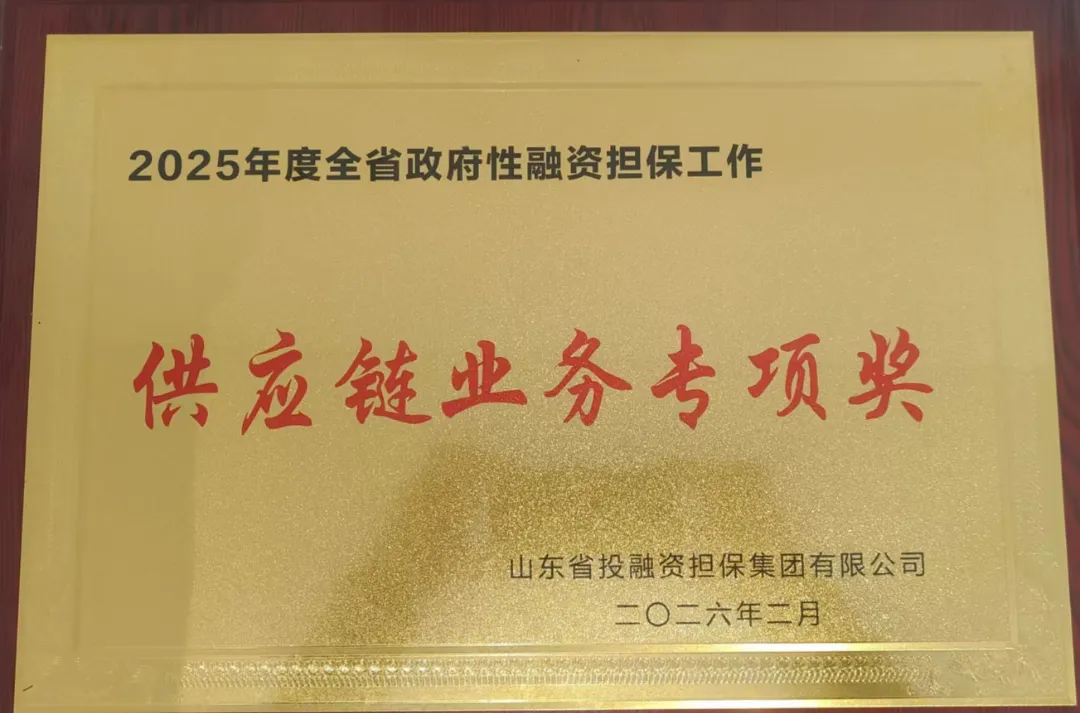 2025年度全省政府性融资担保工作
供应链业务专项奖
山东省投融资担保集团有限公司
二〇二六年二月